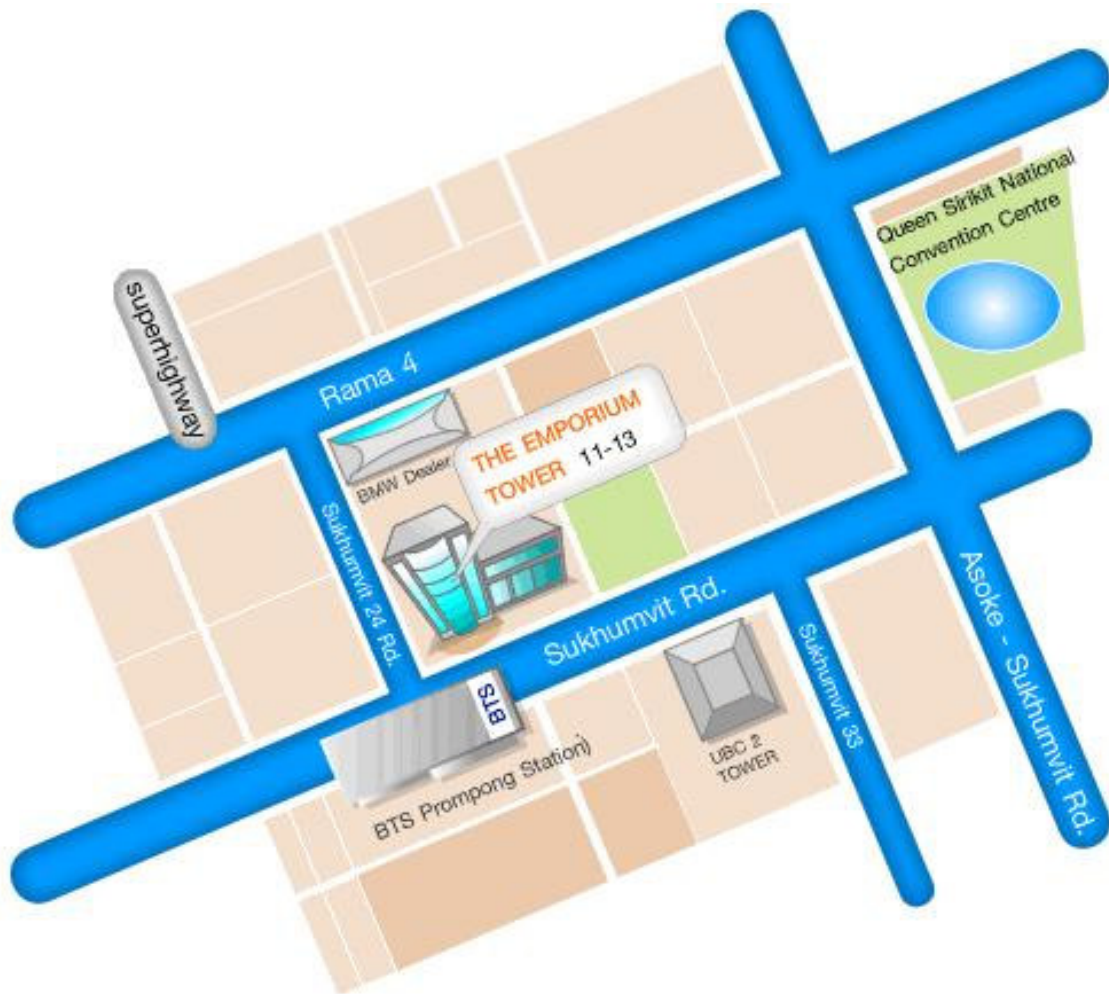 Queen Sirikit National
Convention Centre
superhighway
Rama 4
BMW Dealer
THE EMPORIUM
TOWER 11-13
Sukhumvit 24 Rd.
Sukhumvit Rd.
BTS
BTS Prompong Station)
UBC 2
TOWER
Sukhumvit 33
Asoke - Sukhumvit Rd.